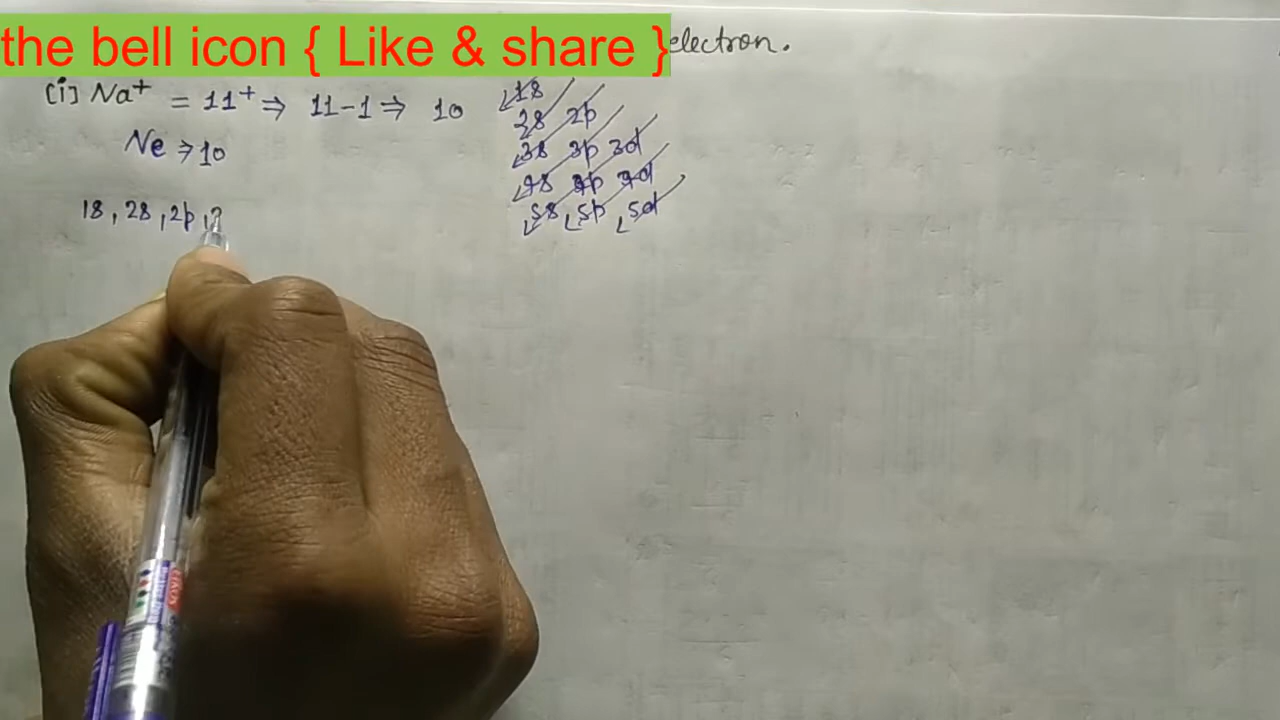 the bell icon { Like & share }
electron.
(i) Na⁺ = 11⁺ ⇒ 11-1 ⇒ 10
Ne → 10
1s, 2s, 2p,
1s
2s 2p
3s 3p 3d
4s 4p 4d
5s 5p 5d